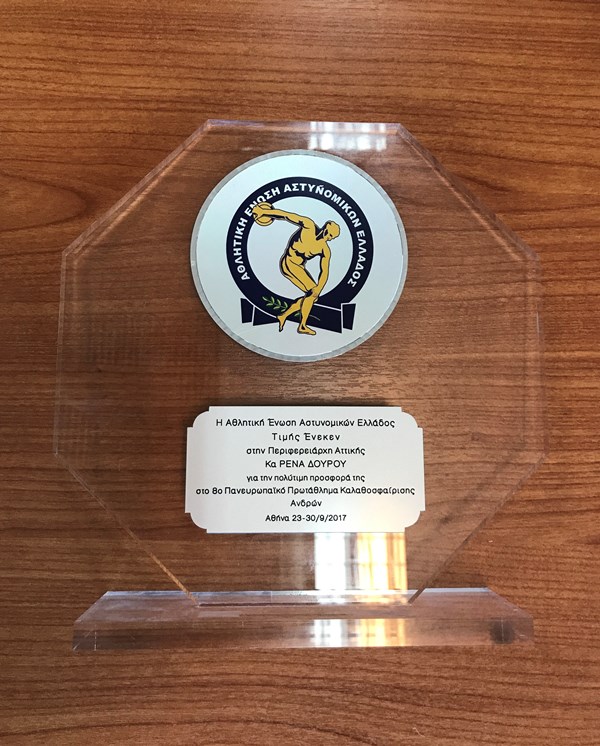 ΑΘΛΗΤΙΚΗ ΕΝΩΣΗ ΑΣΤΥΝΟΜΙΚΩΝ ΕΛΛΑΔΟΣ
Η Αθλητική Ένωση Αστυνομικών Ελλάδος
Τιμής Ένεκεν
στην Περιφερειάρχη Αττικής
Κα ΡΕΝΑ ΔΟΥΡΟΥ
για την πολύτιμη προσφορά της
στο 8ο Πανευρωπαϊκό Πρωτάθλημα Καλαθοσφαίρισης
Ανδρών
Αθήνα 23-30/9/2017